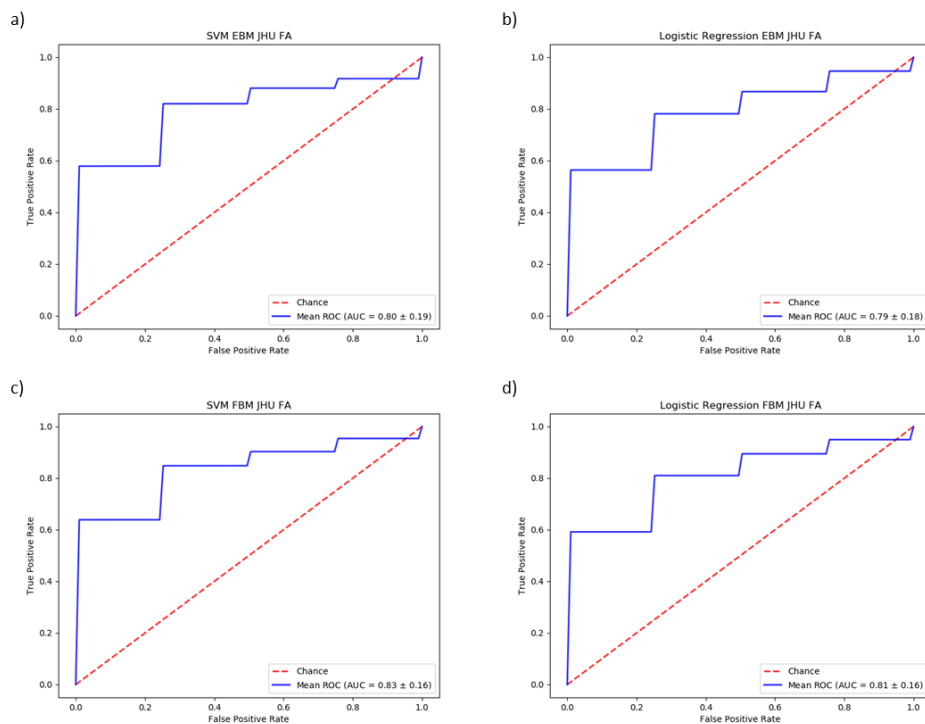 a)
SVM EBM JHU FA
1.0
0.8
0.6
0.4
0.2
0.0
True Positive Rate
0.0 0.2 0.4 0.6 0.8 1.0
False Positive Rate
Chance
Mean ROC (AUC = 0.80 ± 0.19)
b)
Logistic Regression EBM JHU FA
1.0
0.8
0.6
0.4
0.2
0.0
True Positive Rate
0.0 0.2 0.4 0.6 0.8 1.0
False Positive Rate
Chance
Mean ROC (AUC = 0.79 ± 0.18)
c)
SVM FBM JHU FA
1.0
0.8
0.6
0.4
0.2
0.0
True Positive Rate
0.0 0.2 0.4 0.6 0.8 1.0
False Positive Rate
Chance
Mean ROC (AUC = 0.83 ± 0.16)
d)
Logistic Regression FBM JHU FA
1.0
0.8
0.6
0.4
0.2
0.0
True Positive Rate
0.0 0.2 0.4 0.6 0.8 1.0
False Positive Rate
Chance
Mean ROC (AUC = 0.81 ± 0.16)